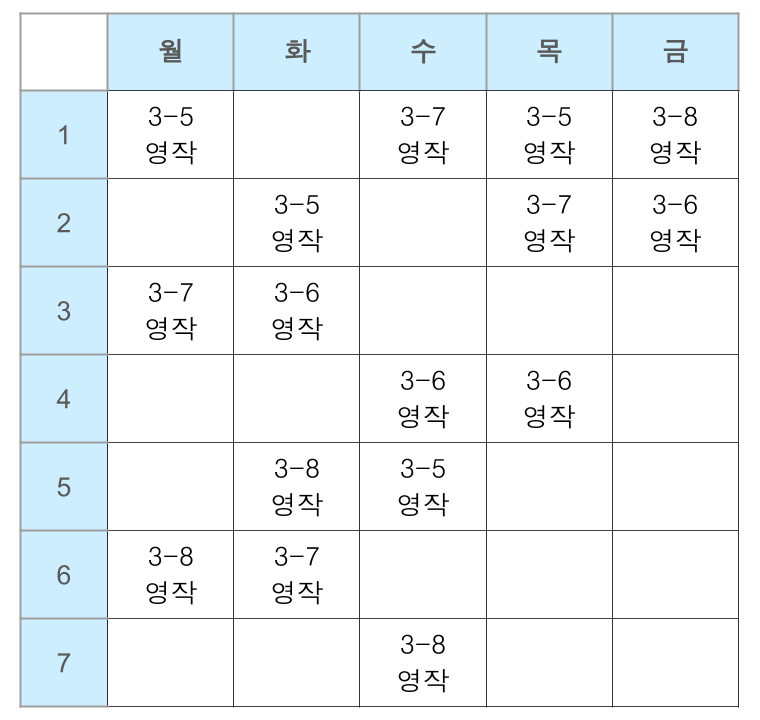 월 화 수 목 금
1 3-5 3-7 3-5 3-8
영작 영작 영작 영작
2 3-5 3-7 3-6
영작 영작 영작
3 3-7 3-6
영작 영작
4 3-6 3-6
영작 영작
5 3-8 3-5
영작 영작
6 3-8 3-7
영작 영작
7 3-8
영작